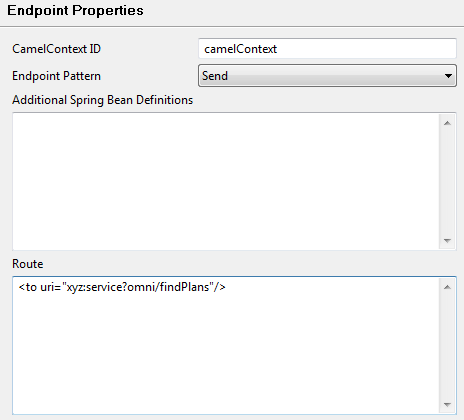 Endpoint Properties
CamelContext ID camelContext
Endpoint Pattern Send
Additional Spring Bean Definitions
Route
<to uri="xyz:service?omni/findPlans"/>